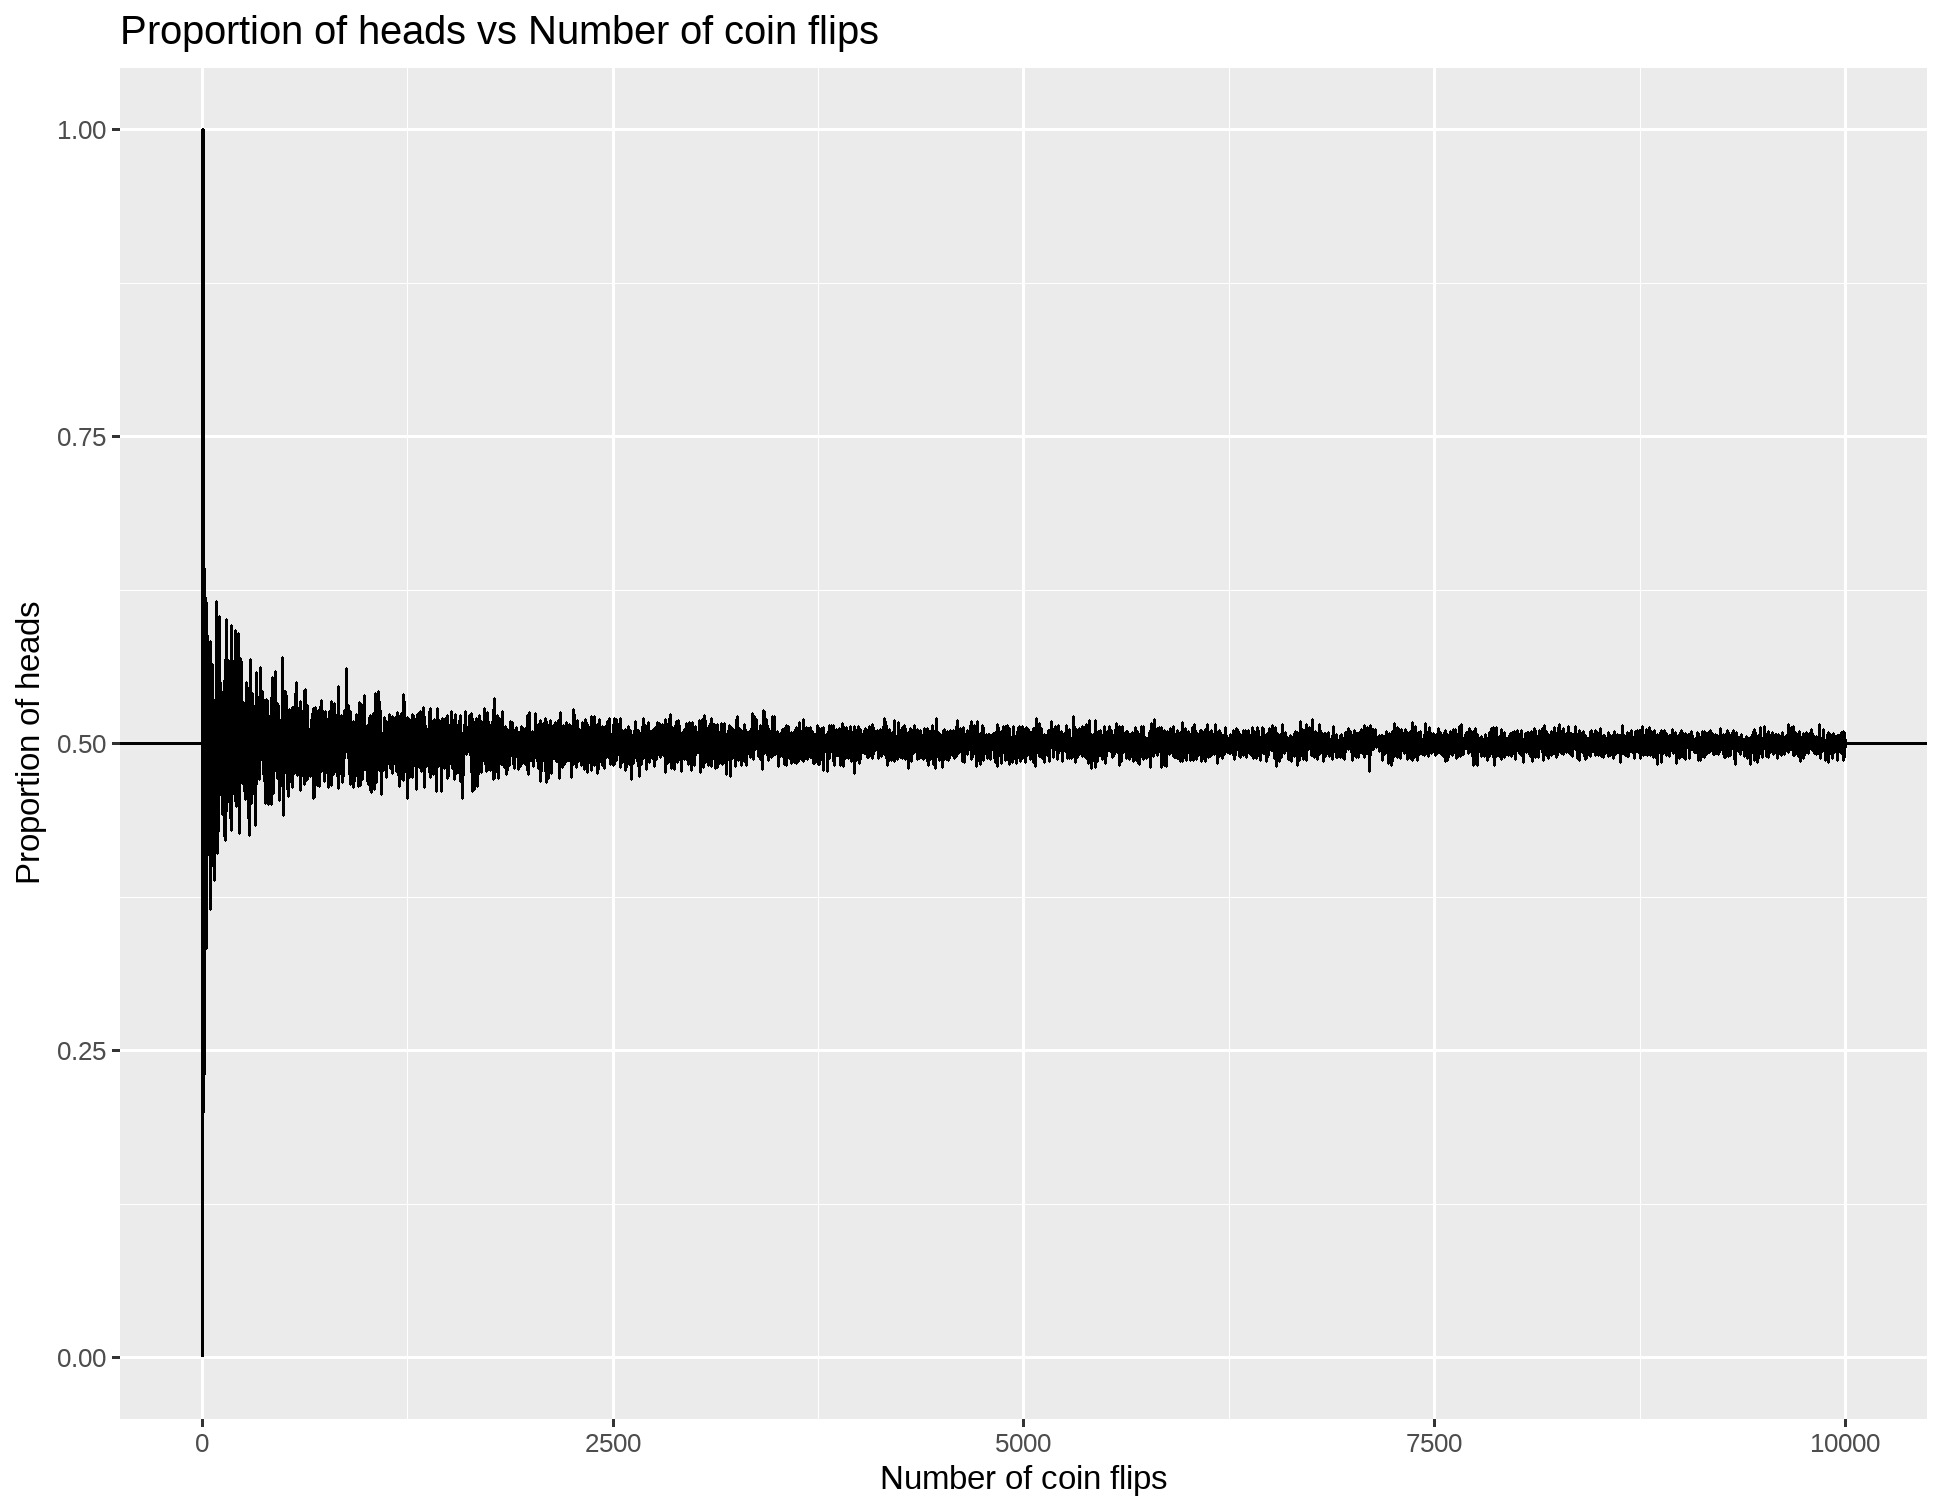 Proportion of heads vs Number of coin flips
1.00
0.75
0.50
0.25
0.00
Proportion of heads
0 2500 5000 7500 10000
Number of coin flips